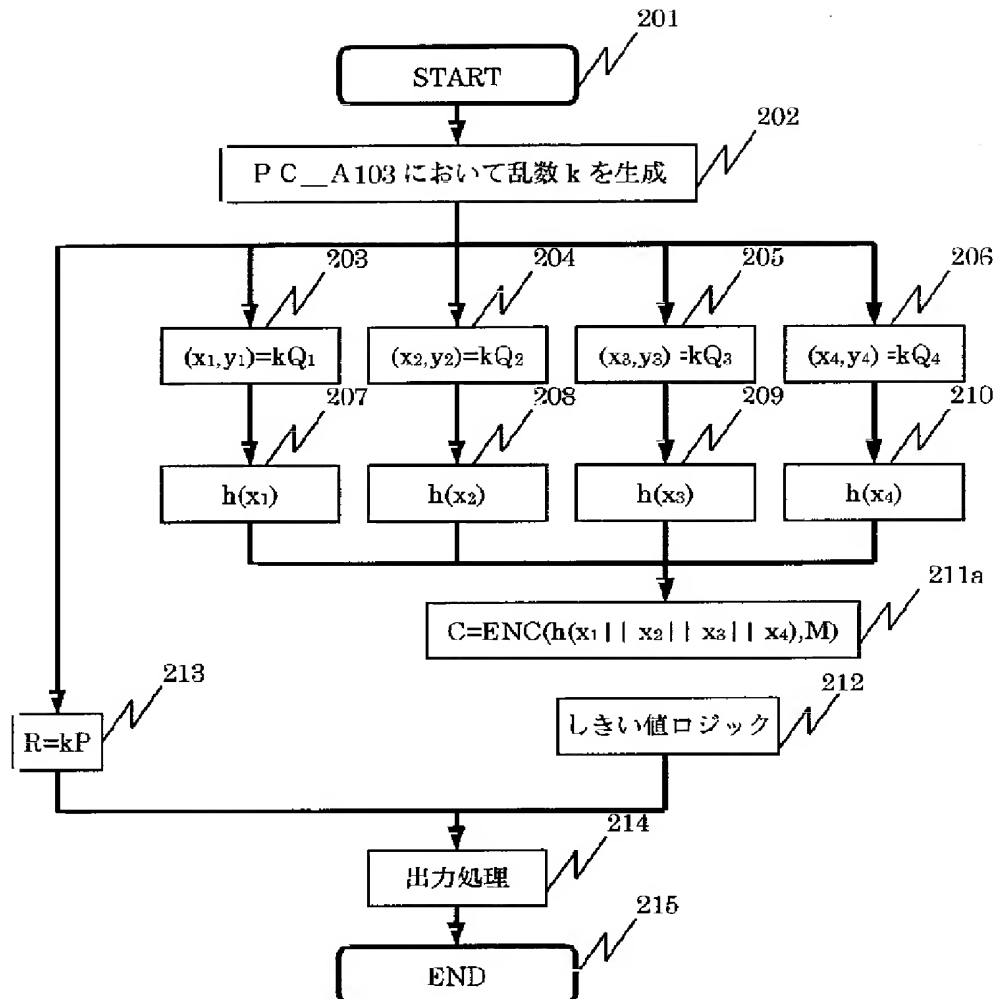 201
START
202
PC__A103において乱数kを生成
203
204
205
206
(x1,y1)=kQ1
(x2,y2)=kQ2
(x3,y3)=kQ3
(x4,y4)=kQ4
207
208
209
210
h(x1)
h(x2)
h(x3)
h(x4)
211a
C=ENC(h(x1|| x2|| x3|| x4),M)
213
212
R=kP
しきい値ロジック
214
出力処理
215
END